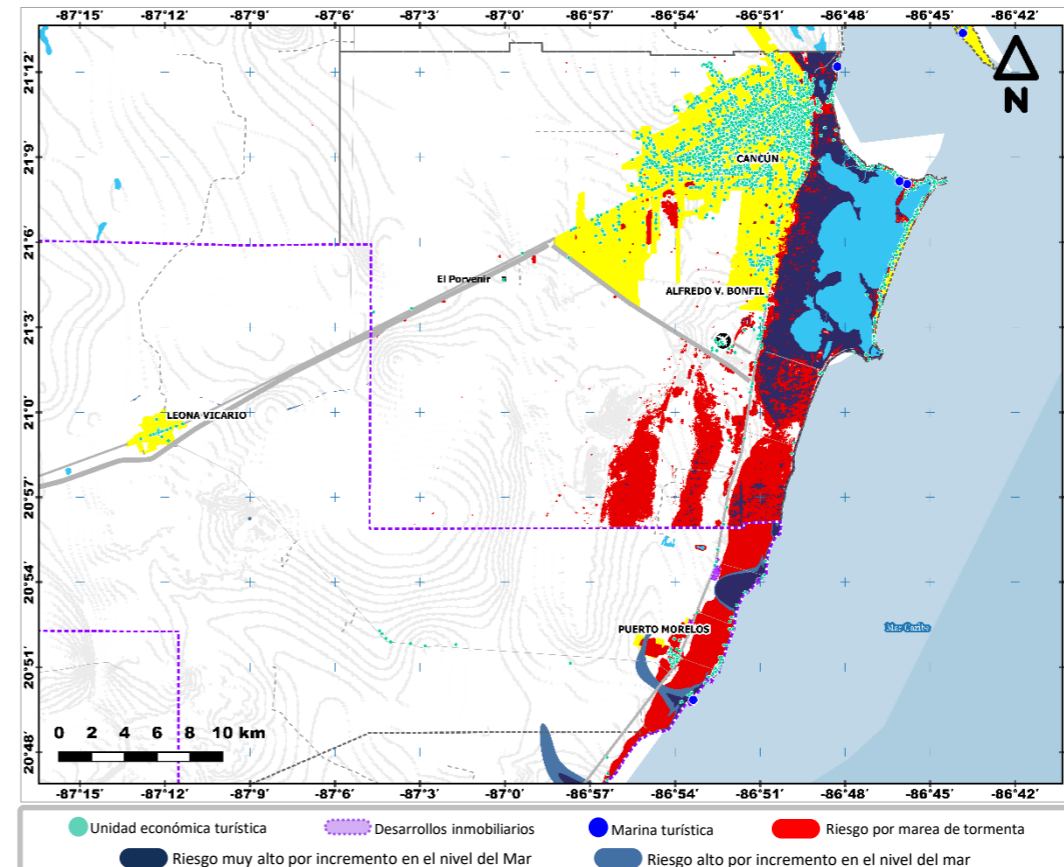 -87°15′ -87°12′ -87°9′ -87°6′ -87°3′ -87°0′ -86°57′ -86°54′ -86°51′ -86°48′ -86°45′ -86°42′
21°12′
N
21°9′
CANCÚN
21°6′
El Porvenir
ALFREDO V. BONFIL
21°3′
21°0′
LEONA VICARIO
20°57′
20°54′
PUERTO MORELOS
Mar Caribe
20°51′
0 2 4 6 8 10 km
20°48′
-87°15′ -87°12′ -87°9′ -87°6′ -87°3′ -87°0′ -86°57′ -86°54′ -86°51′ -86°48′ -86°45′ -86°42′
Unidad económica turística Desarrollos inmobiliarios Marina turística Riesgo por marea de tormenta
Riesgo muy alto por incremento en el nivel del Mar Riesgo alto por incremento en el nivel del mar